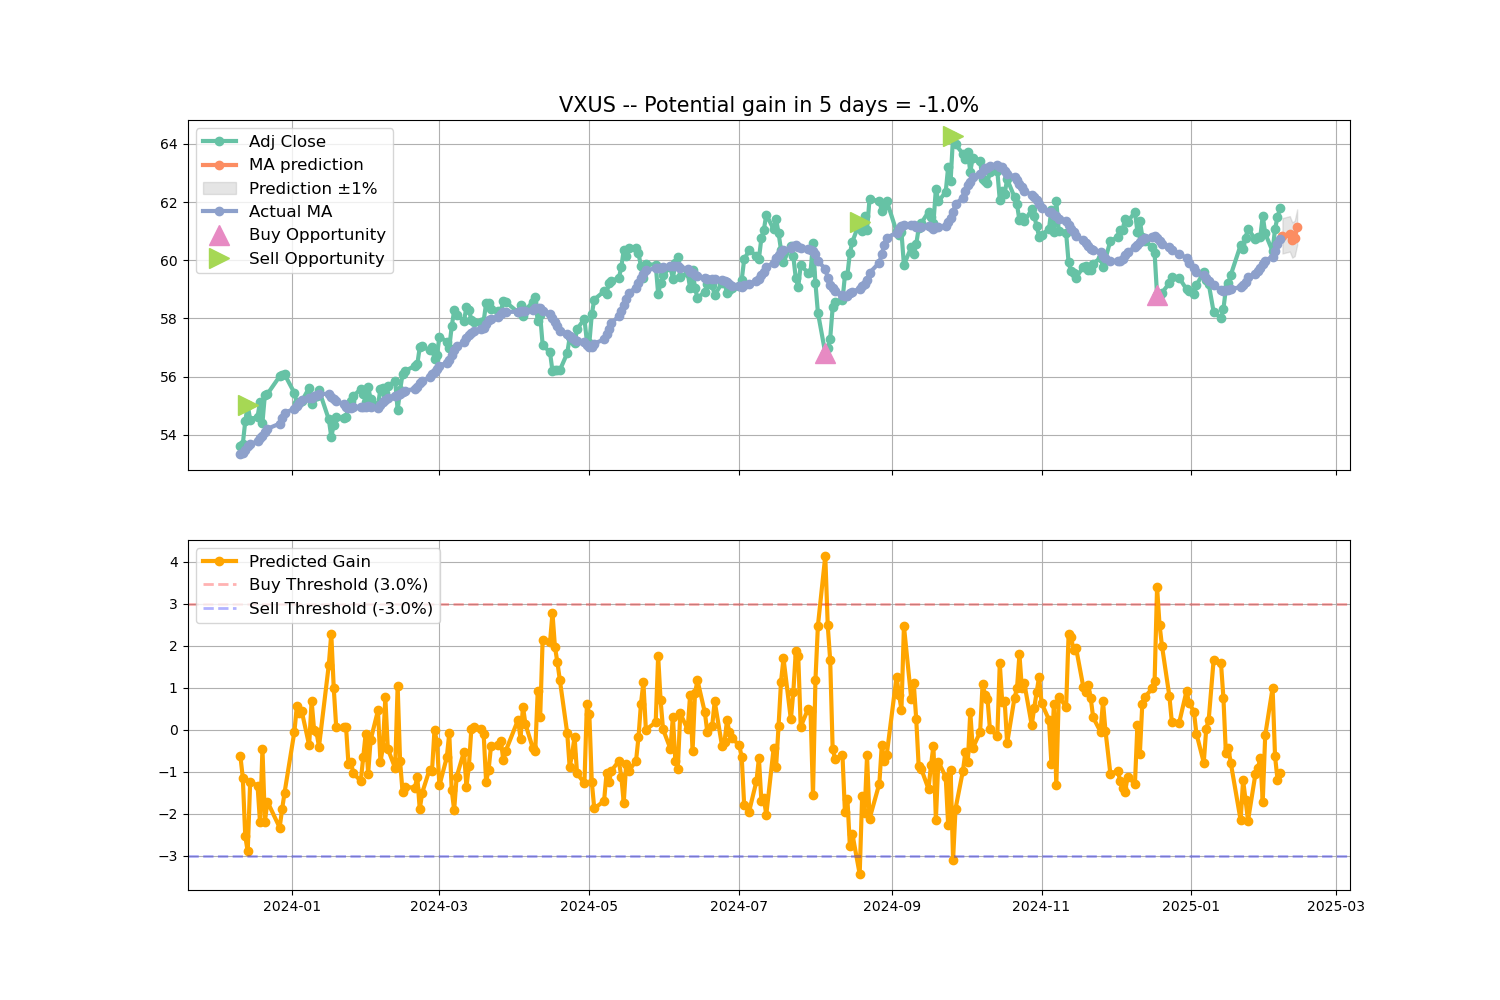 VXUS -- Potential gain in 5 days = -1.0%
Adj Close
MA prediction
Prediction ±1%
Actual MA
Buy Opportunity
Sell Opportunity
64
62
60
58
56
54
Predicted Gain
Buy Threshold (3.0%)
Sell Threshold (-3.0%)
4
3
2
1
0
−1
−2
−3
2024-01 2024-03 2024-05 2024-07 2024-09 2024-11 2025-01 2025-03